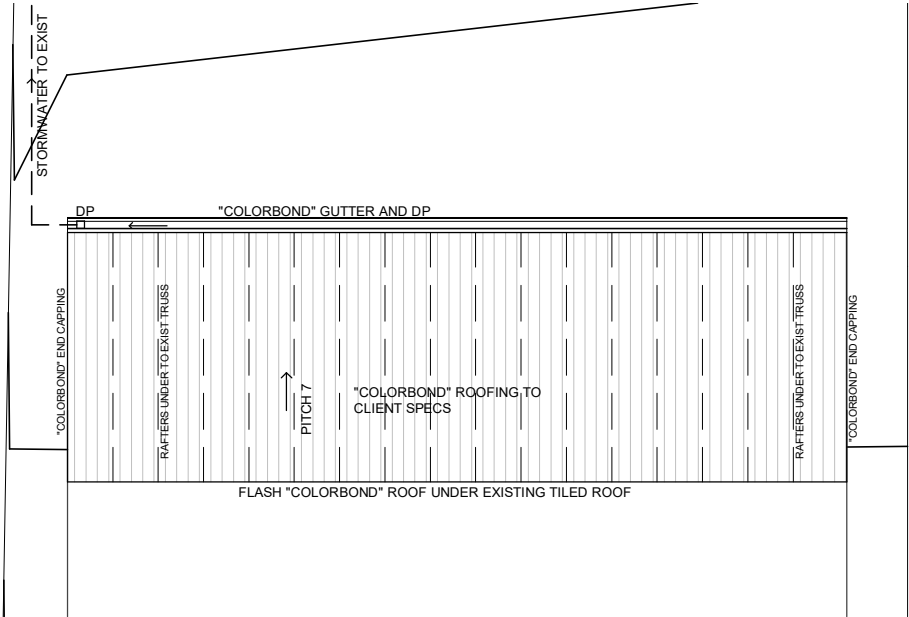 STORMWATER TO EXIST
DP
"COLORBOND" GUTTER AND DP
"COLORBOND" END CAPPING
RAFTERS UNDER TO EXIST TRUSS
PITCH 7
"COLORBOND" ROOFING TO
CLIENT SPECS
RAFTERS UNDER TO EXIST TRUSS
"COLORBOND" END CAPPING
FLASH "COLORBOND" ROOF UNDER EXISTING TILED ROOF